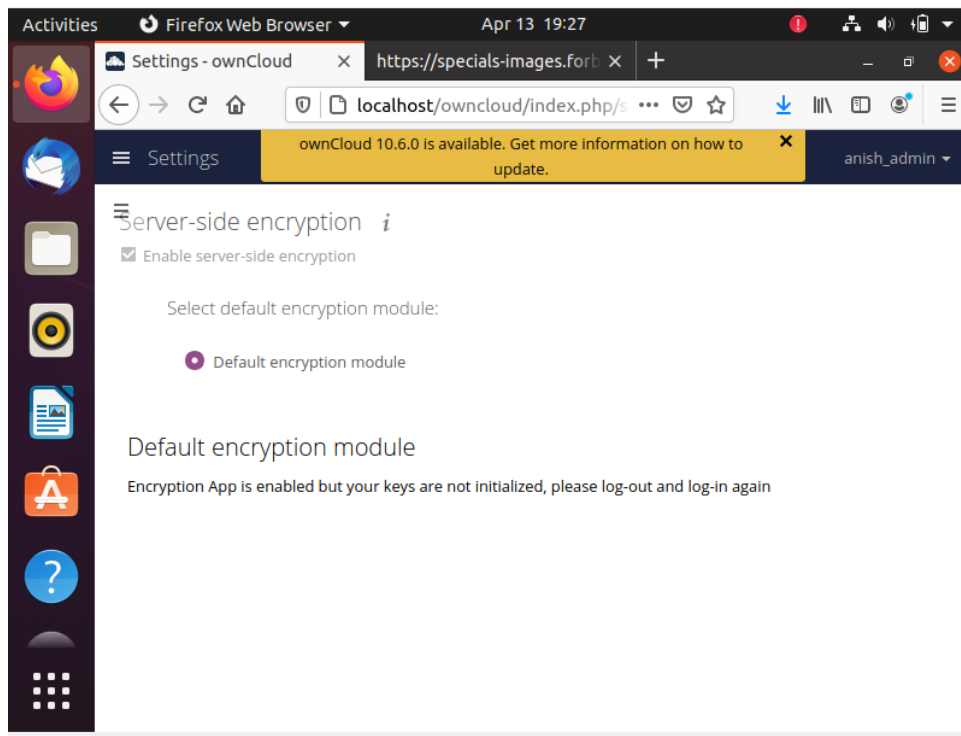 Activities Firefox Web Browser Apr 13 19:27
Settings - ownCloud https://specials-images.forb
localhost/owncloud/index.php/s
Settings ownCloud 10.6.0 is available. Get more information on how to update. anish_admin
Server-side encryption i
Enable server-side encryption
Select default encryption module:
Default encryption module
Default encryption module
Encryption App is enabled but your keys are not initialized, please log-out and log-in again